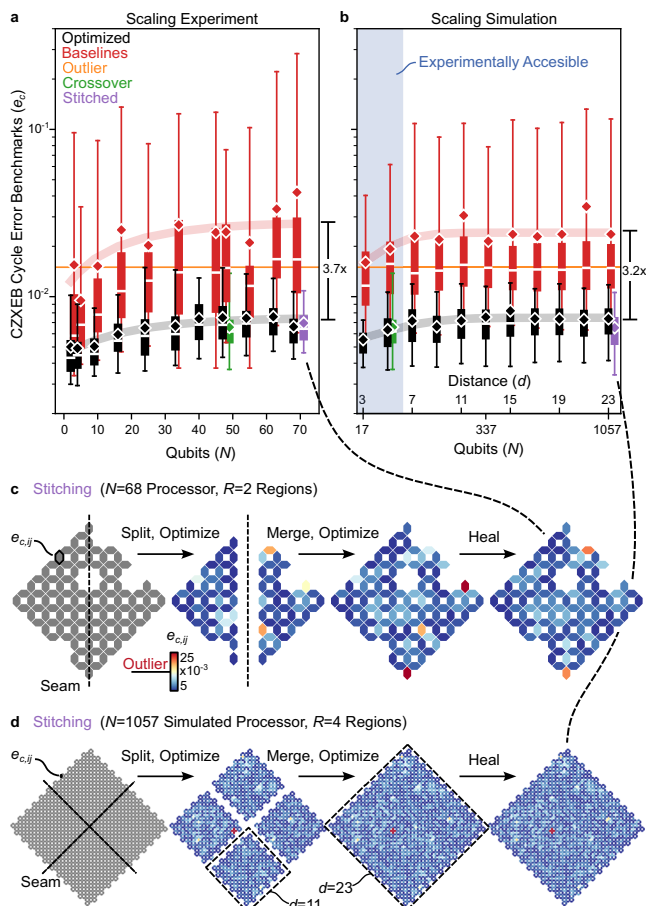 a Scaling Experiment
b Scaling Simulation
Optimized
Baselines
Outlier
Crossover
Stitched
Experimentally Accesible
CZXEB Cycle Error Benchmarks (e_c)
10^-1
10^-2
3.7x
3.2x
Distance (d)
3 7 11 15 19 23
0 10 20 30 40 50 60 70
17 337 1057
Qubits (N)
Qubits (N)
c Stitching (N=68 Processor, R=2 Regions)
e_c,ij
Split, Optimize
Merge, Optimize
Heal
Seam
Outlier
e_c,ij
25
x10^-3
5
d Stitching (N=1057 Simulated Processor, R=4 Regions)
e_c,ij
Split, Optimize
Merge, Optimize
Heal
Seam
d=11
d=23